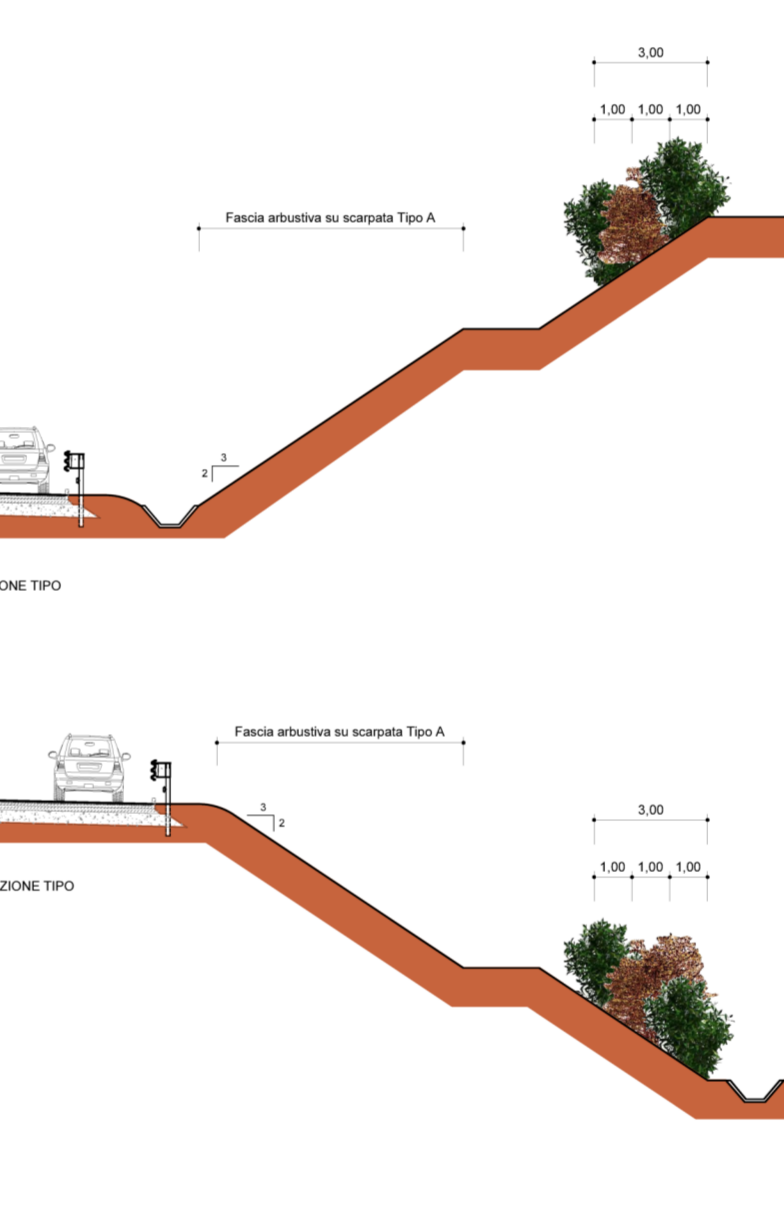 3,00
1,00 1,00 1,00
Fascia arbustiva su scarpata Tipo A
3
2
ONE TIPO
Fascia arbustiva su scarpata Tipo A
3
2
3,00
1,00 1,00 1,00
ZIONE TIPO